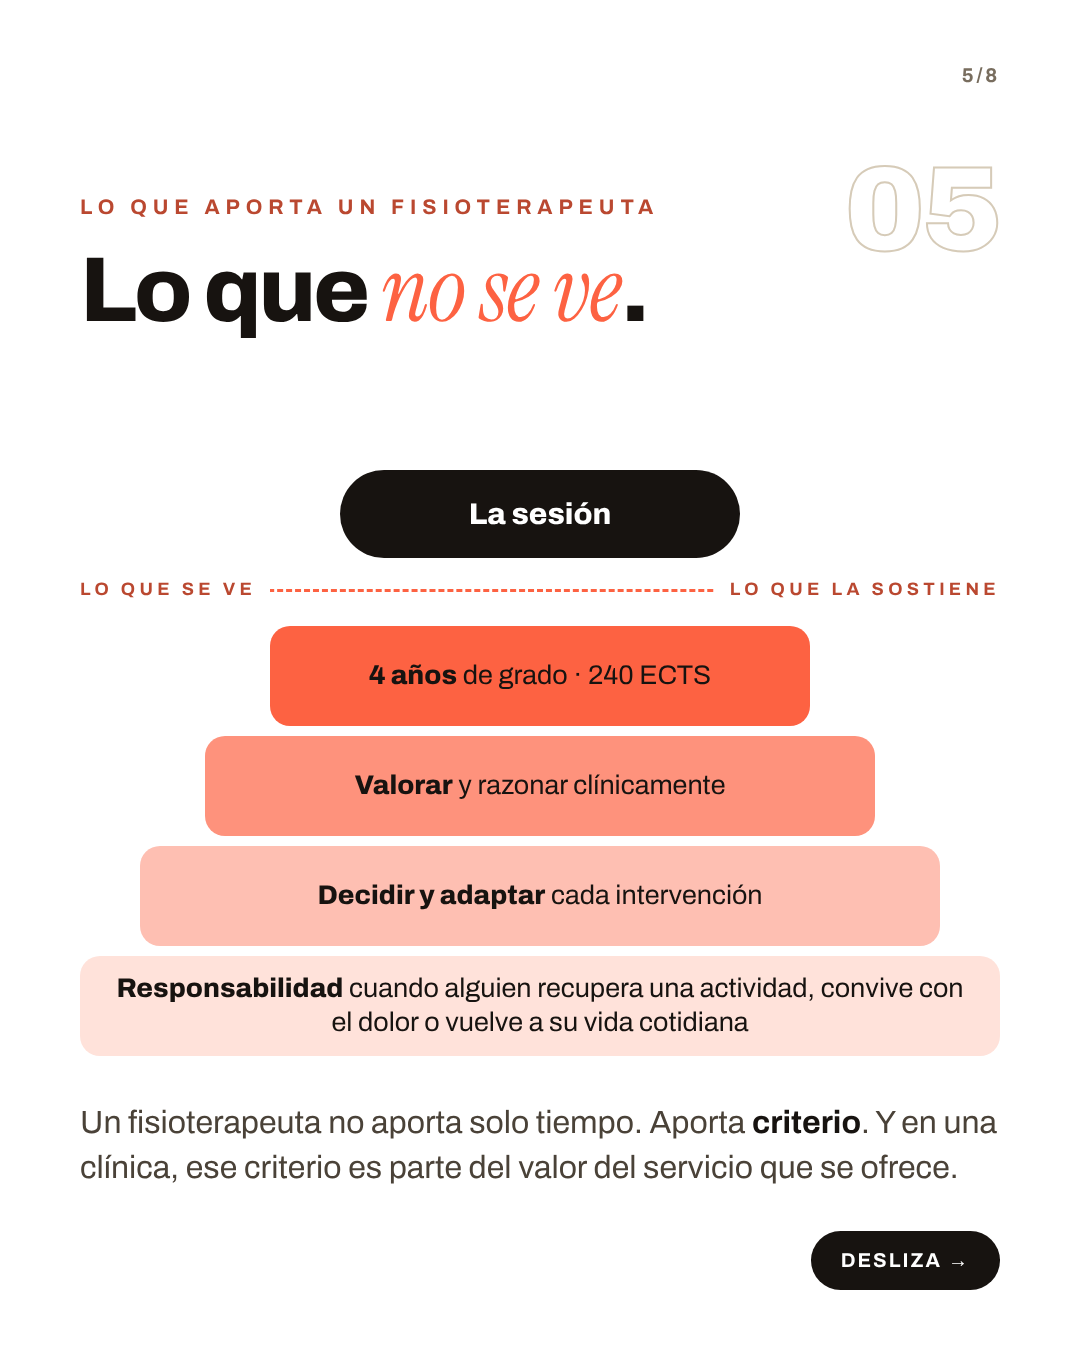 5/8
05
LO QUE APORTA UN FISIOTERAPEUTA
Lo que no se ve.
La sesión
LO QUE SE VE
LO QUE LA SOSTIENE
4 años de grado · 240 ECTS
Valorar y razonar clínicamente
Decidir y adaptar cada intervención
Responsabilidad cuando alguien recupera una actividad, convive con
el dolor o vuelve a su vida cotidiana
Un fisioterapeuta no aporta solo tiempo. Aporta criterio. Y en una
clínica, ese criterio es parte del valor del servicio que se ofrece.
DESLIZA →